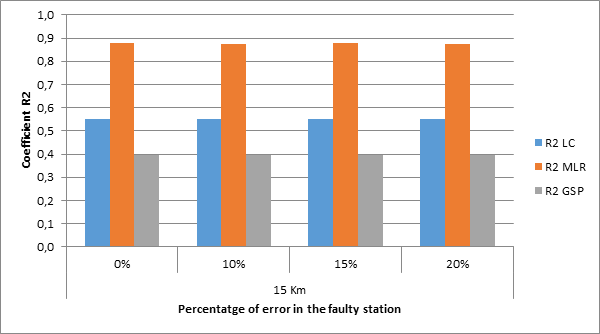 1,0
0,9
0,8
0,7
0,6
0,5
0,4
0,3
0,2
0,1
0,0
Coefficient R2
0% 10% 15% 20%
15 Km
Percentatge of error in the faulty station
R2 LC
R2 MLR
R2 GSP